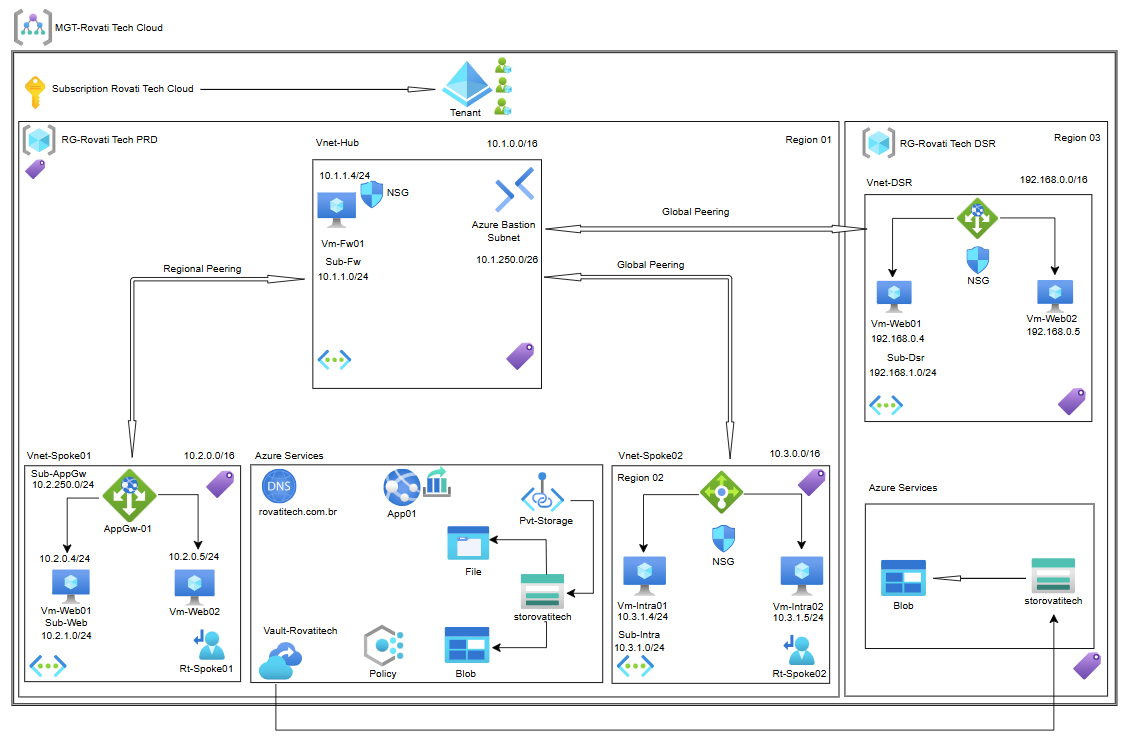 MGT-Rovati Tech Cloud
Subscription Rovati Tech Cloud
Tenant
RG-Rovati Tech PRD
Region 01
Vnet-Hub
10.1.0.0/16
10.1.1.4/24
NSG
Vm-Fw01
Sub-Fw
10.1.1.0/24
Azure Bastion
Subnet
10.1.250.0/26
Regional Peering
Global Peering
Global Peering
RG-Rovati Tech DSR
Region 03
Vnet-DSR
192.168.0.0/16
NSG
Vm-Web01
192.168.0.4
Vm-Web02
192.168.0.5
Sub-Dsr
192.168.1.0/24
Vnet-Spoke01
10.2.0.0/16
Sub-AppGw
10.2.250.0/24
AppGw-01
10.2.0.4/24
10.2.0.5/24
Vm-Web01
Sub-Web
10.2.1.0/24
Vm-Web02
Rt-Spoke01
Azure Services
DNS
rovatitech.com.br
App01
Pvt-Storage
File
storovatitech
Vault-Rovatitech
Policy
Blob
Vnet-Spoke02
10.3.0.0/16
Region 02
NSG
Vm-Intra01
10.3.1.4/24
Vm-Intra02
10.3.1.5/24
Sub-Intra
10.3.1.0/24
Rt-Spoke02
Azure Services
Blob
storovatitech